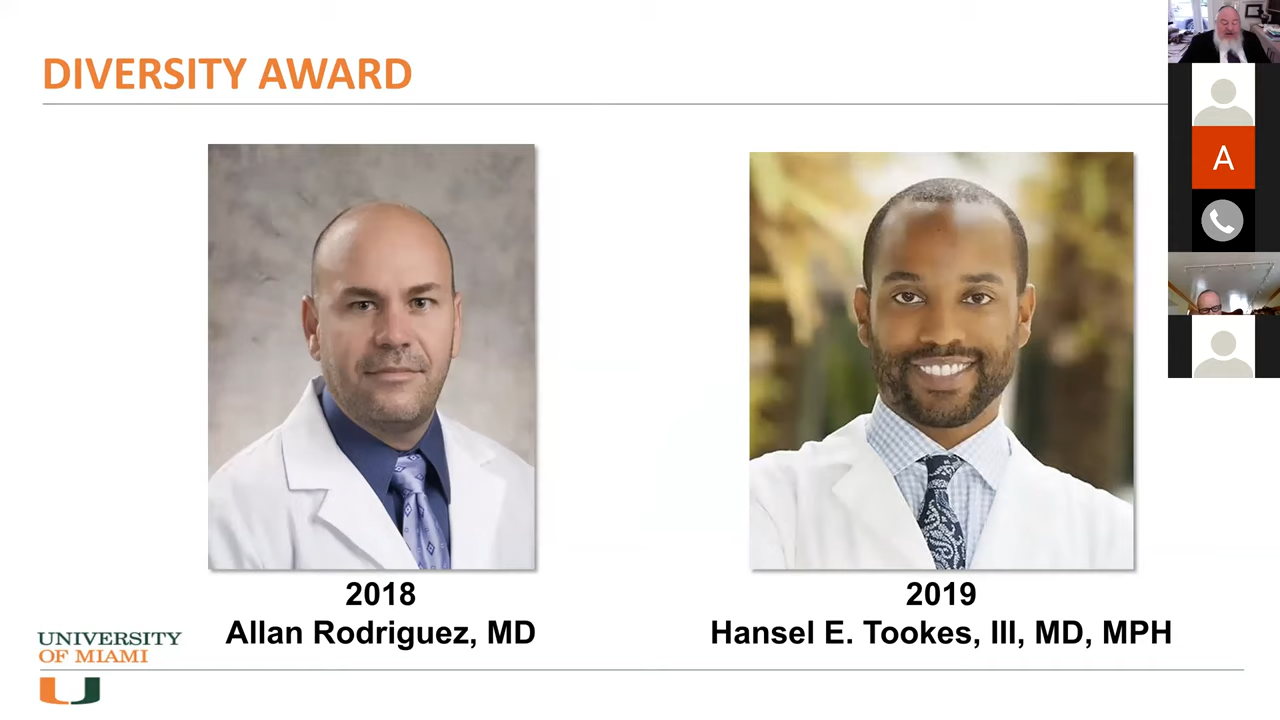 DIVERSITY AWARD
A
2018
Allan Rodriguez, MD
2019
Hansel E. Tookes, III, MD, MPH
UNIVERSITY
OF MIAMI